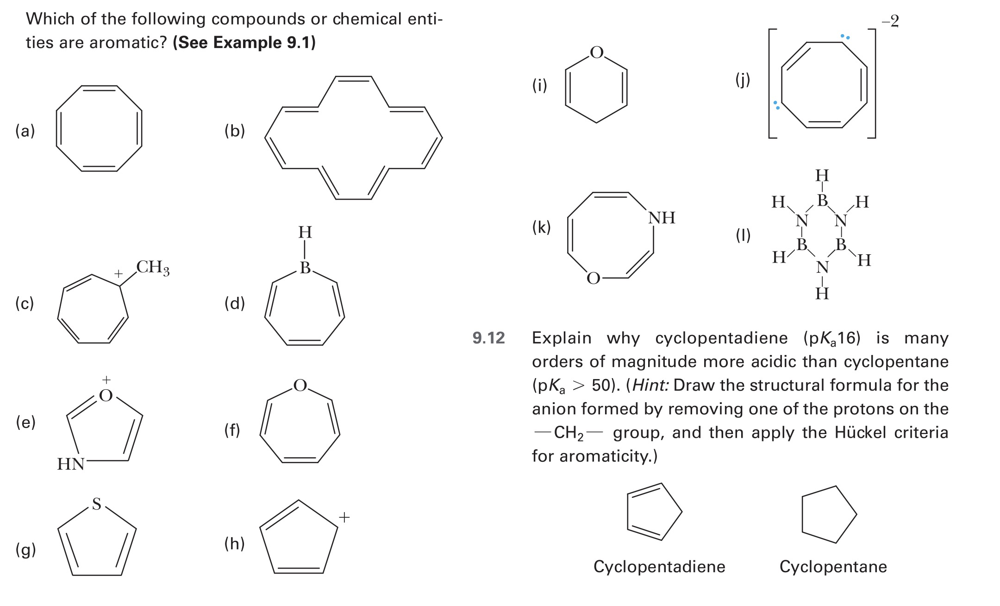 Which of the following compounds or chemical enti-
ties are aromatic? (See Example 9.1)
(a)
(b)
(c)
+
CH₃
(d)
H
B
(e)
+
O
HN
(f)
O
(g)
S
(h)
+
(i)
O
(j)
–2
(k)
NH
O
(l)
H
H B H
N N
B B
H N H
H
9.12 Explain why cyclopentadiene (pKₐ16) is many
orders of magnitude more acidic than cyclopentane
(pKₐ > 50). (Hint: Draw the structural formula for the
anion formed by removing one of the protons on the
—CH₂— group, and then apply the Hückel criteria
for aromaticity.)
Cyclopentadiene Cyclopentane